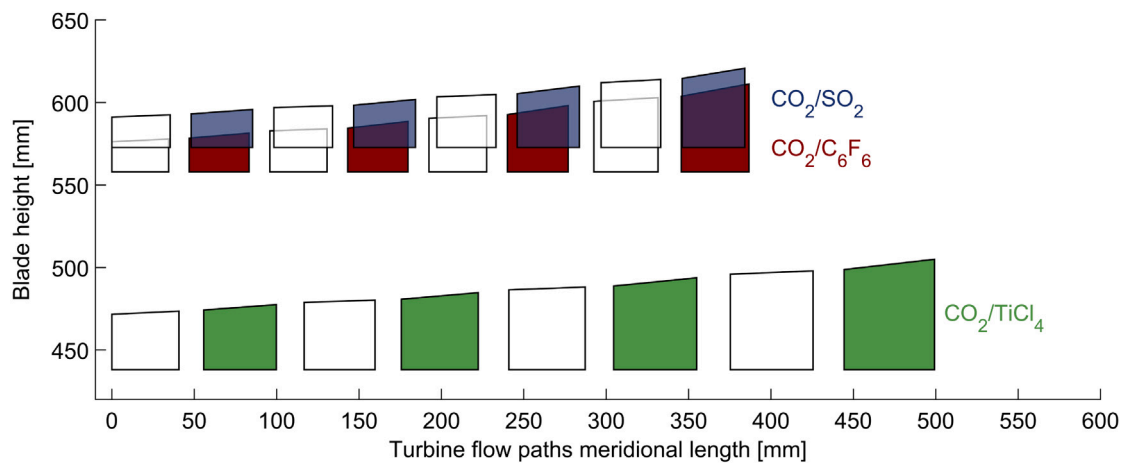 650
600
550
500
450
Blade height [mm]
CO₂/SO₂
CO₂/C₆F₆
CO₂/TiCl₄
0 50 100 150 200 250 300 350 400 450 500 550 600
Turbine flow paths meridional length [mm]